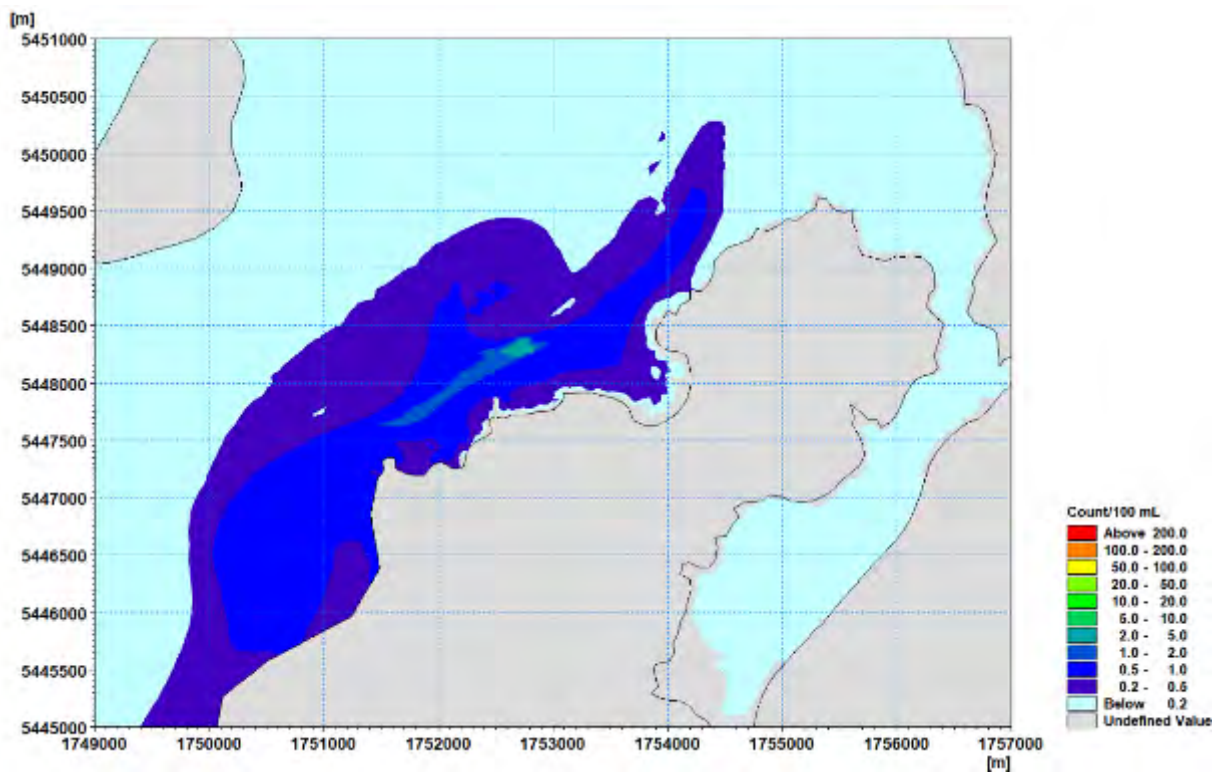 [m]
5451000
5450500
5450000
5449500
5449000
5448500
5448000
5447500
5447000
5446500
5446000
5445500
5445000
1749000 1750000 1751000 1752000 1753000 1754000 1755000 1756000 1757000
[m]
Count/100 mL
Above 200.0
100.0 - 200.0
50.0 - 100.0
20.0 - 50.0
10.0 - 20.0
5.0 - 10.0
2.0 - 5.0
1.0 - 2.0
0.5 - 1.0
0.2 - 0.5
Below 0.2
Undefined Value